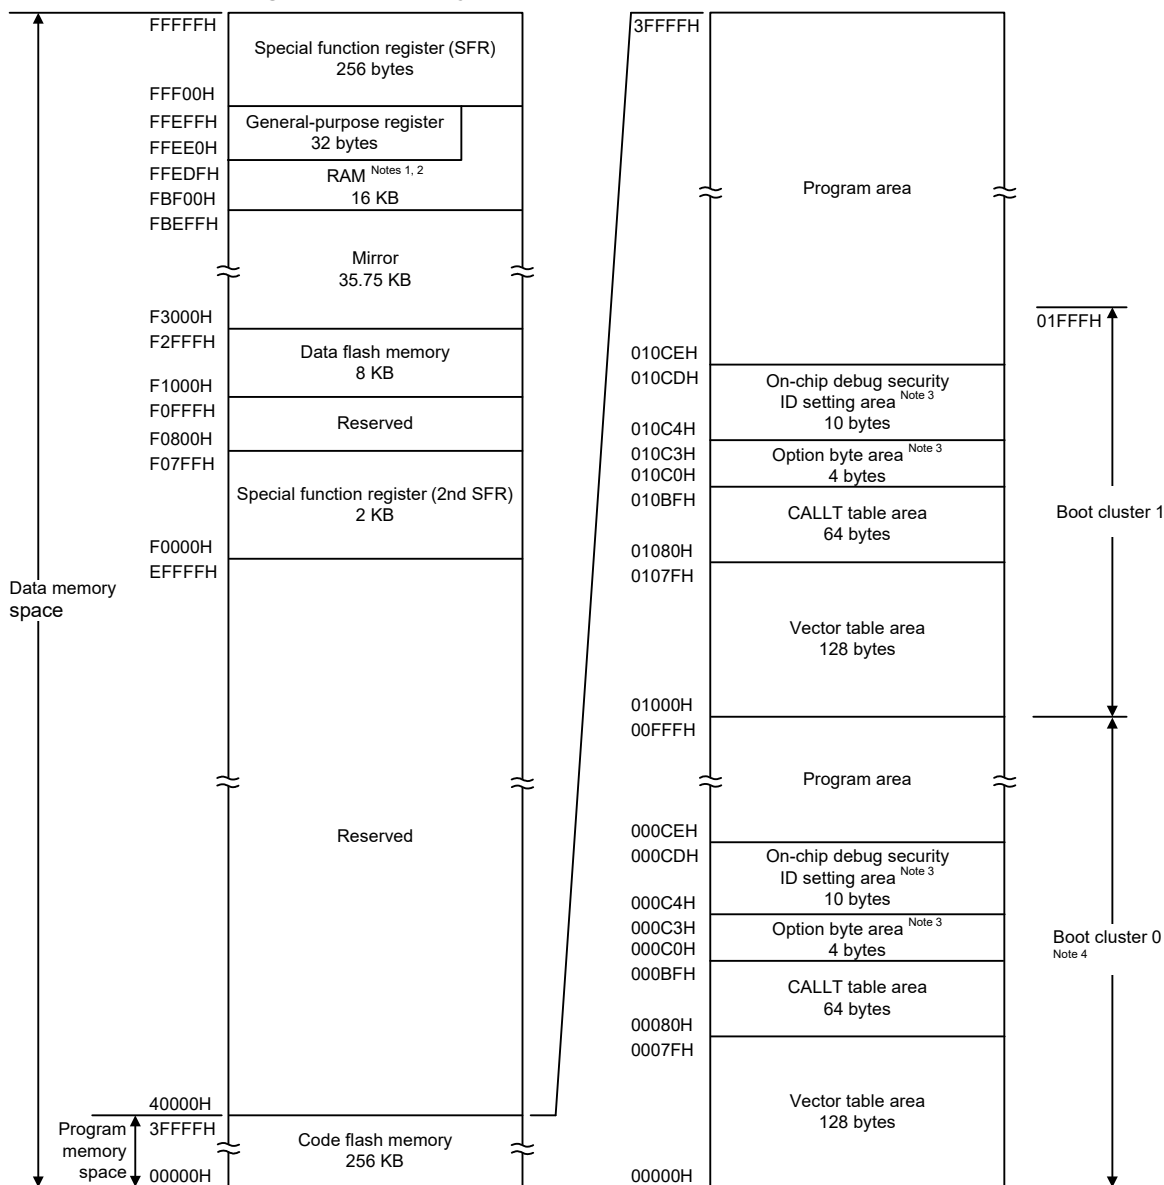 FFFFFH
Special function register (SFR)
256 bytes
FFF00H
FFEFFH
General-purpose register
32 bytes
FFEE0H
FFEDFH
RAM Notes 1, 2
16 KB
FBF00H
FBEFFH
Mirror
35.75 KB
F3000H
F2FFFH
Data flash memory
8 KB
F1000H
F0FFFH
Reserved
F0800H
F07FFH
Special function register (2nd SFR)
2 KB
F0000H
EFFFFH
Data memory
space
Reserved
40000H
Program
memory
space
3FFFFH
Code flash memory
256 KB
00000H
3FFFFH
Program area
01FFFH
010CEH
010CDH
On-chip debug security
ID setting area Note 3
10 bytes
010C4H
010C3H
Option byte area Note 3
4 bytes
010C0H
010BFH
CALLT table area
64 bytes
01080H
0107FH
Boot cluster 1
Vector table area
128 bytes
01000H
00FFFH
Program area
000CEH
000CDH
On-chip debug security
ID setting area Note 3
10 bytes
000C4H
000C3H
Option byte area Note 3
4 bytes
000C0H
000BFH
Boot cluster 0
Note 4
CALLT table area
64 bytes
00080H
0007FH
Vector table area
128 bytes
00000H